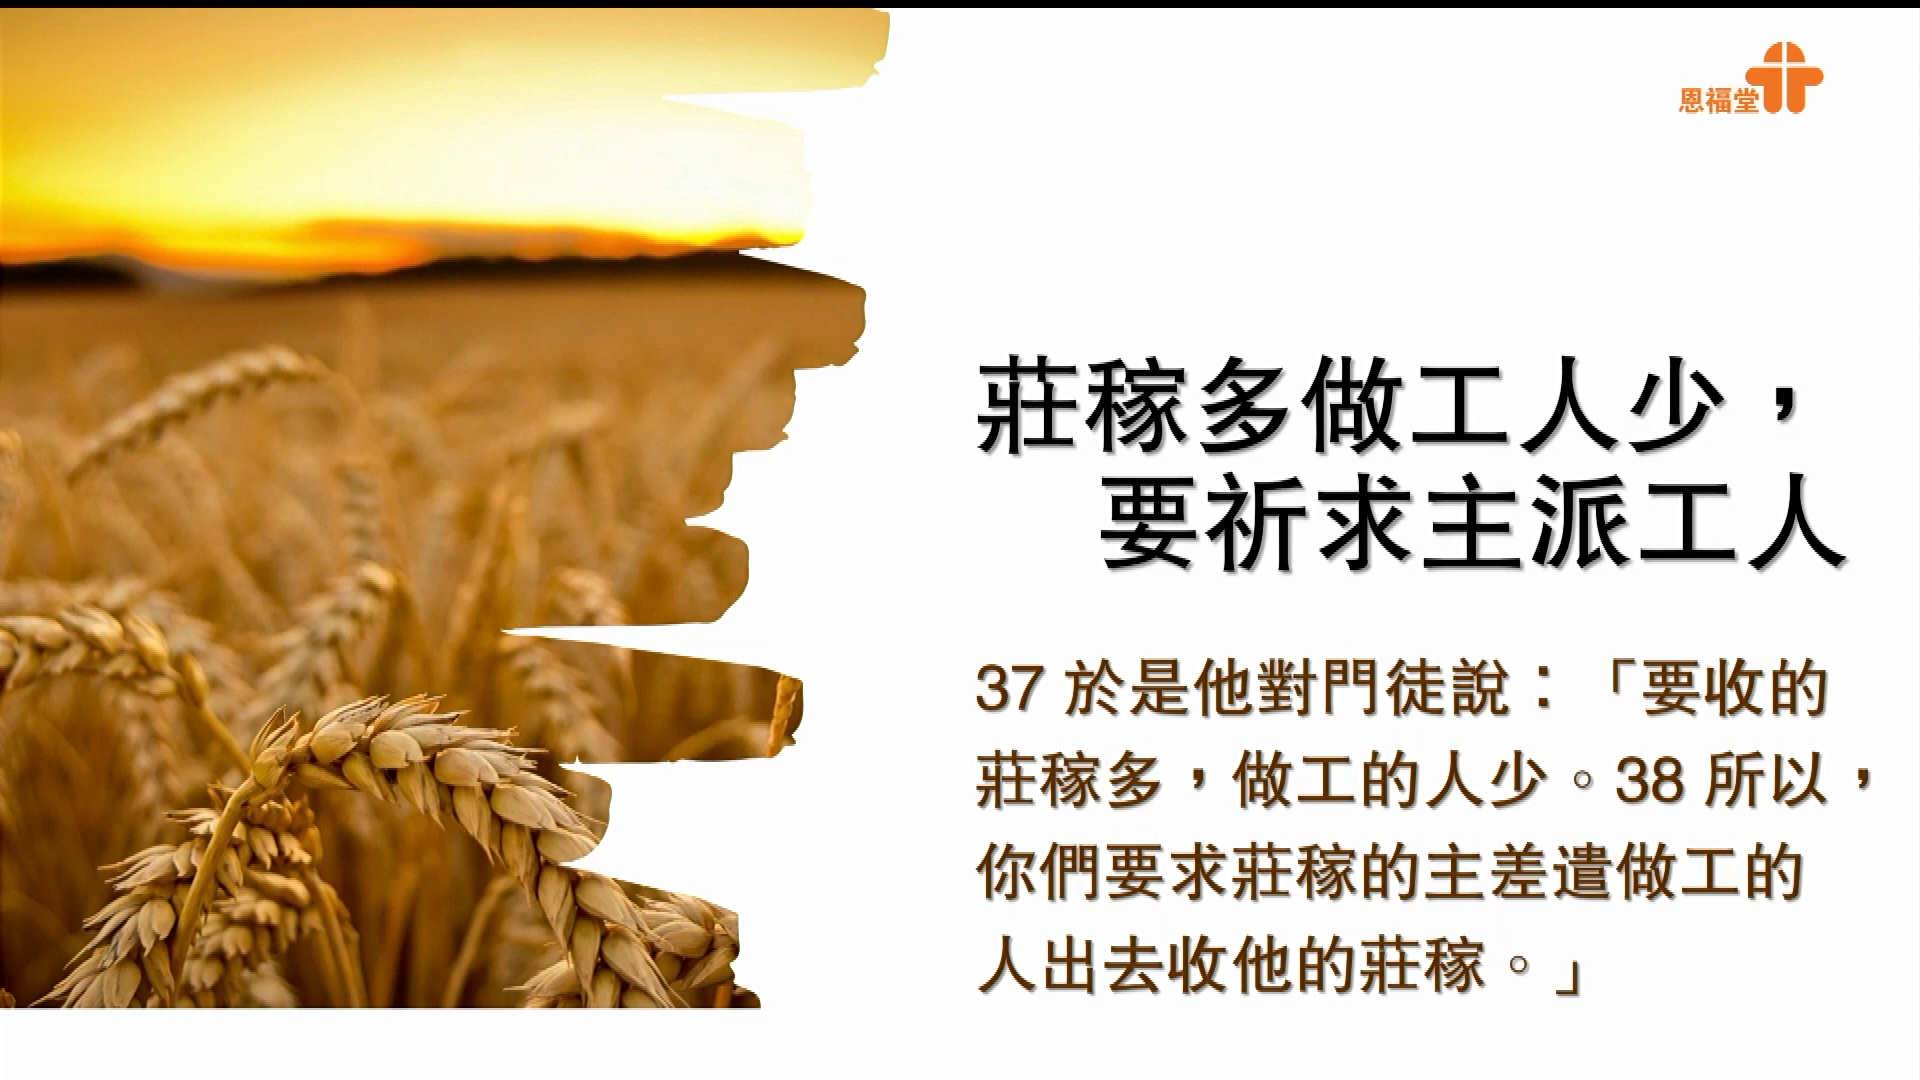 恩福堂
莊稼多做工人少，
要祈求主派工人
37 於是他對門徒說：「要收的
莊稼多，做工的人少。38 所以，
你們要求莊稼的主差遣做工的
人出去收他的莊稼。」